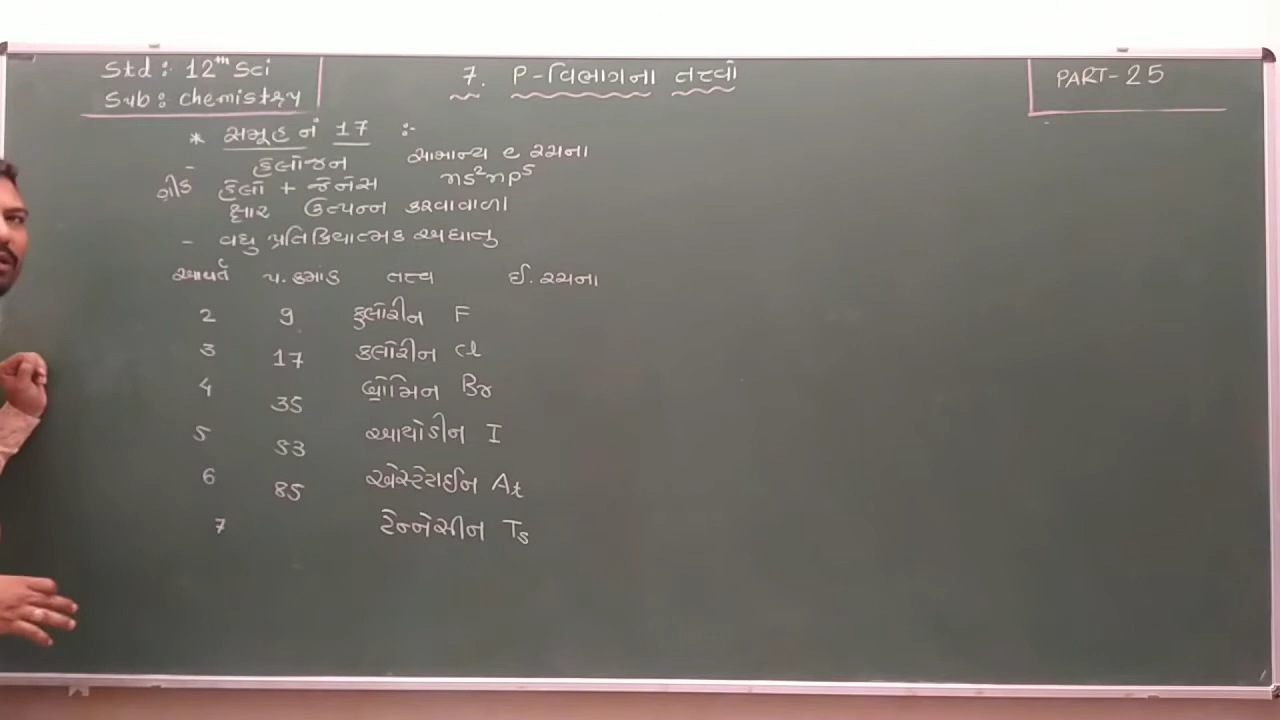 Std : 12th Sci
Sub : Chemistry
7. P-વિભાગના તત્વો
PART-25
* સમૂહ નં 17 :-
- હેલોજન સામાન્ય e રચના
ગ્રીક હેલો + જેનેસ ns²np⁵
ક્ષાર ઉત્પન્ન કરવાવાળા
- વધુ પ્રતિક્રિયાત્મક અધાતુ
આવર્ત પ. ક્રમાંક તત્વ ઈ. રચના
2 9 ફ્લોરીન F
3 17 ક્લોરીન Cl
4 35 બ્રોમિન Br
5 53 આયોડીન I
6 85 એસ્ટેટાઈન At
7 ટેન્નેસીન Ts